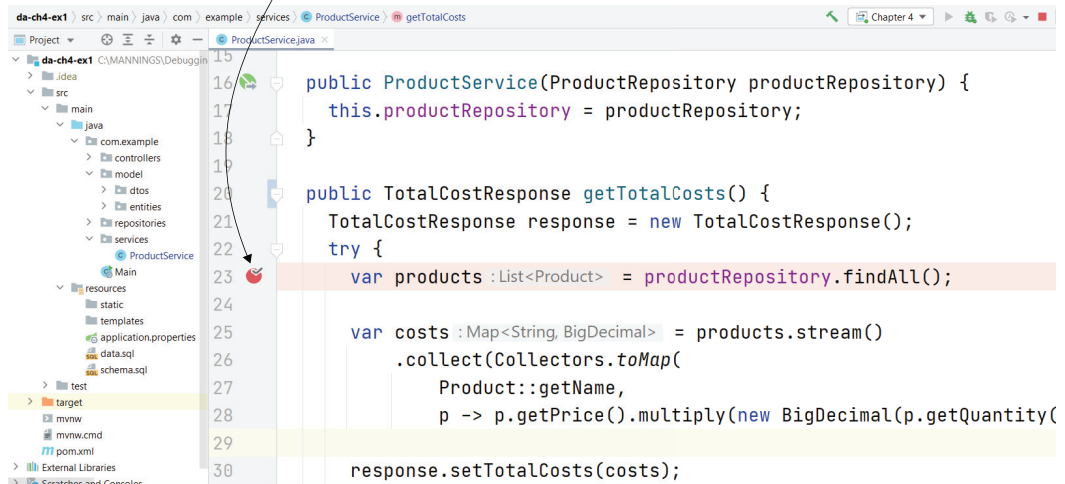 da-ch4-ex1 src main java com example services ProductService getTotalCosts Chapter 4
Project ProductService.java
da-ch4-ex1 C:\MANNINGS\Debuggin
.idea
src
main
java
com.example
controllers
model
dtos
entities
repositories
services
ProductService
Main
resources
static
templates
application.properties
data.sql
schema.sql
test
target
mvnw
mvnw.cmd
pom.xml
External Libraries
Scratches and Consoles
15
16 public ProductService(ProductRepository productRepository) {
17 this.productRepository = productRepository;
18 }
19
20 public TotalCostResponse getTotalCosts() {
21 TotalCostResponse response = new TotalCostResponse();
22 try {
23 var products : List<Product> = productRepository.findAll();
24
25 var costs : Map<String, BigDecimal> = products.stream()
26 .collect(Collectors.toMap(
27 Product::getName,
28 p -> p.getPrice().multiply(new BigDecimal(p.getQuantity(
29
30 response.setTotalCosts(costs);